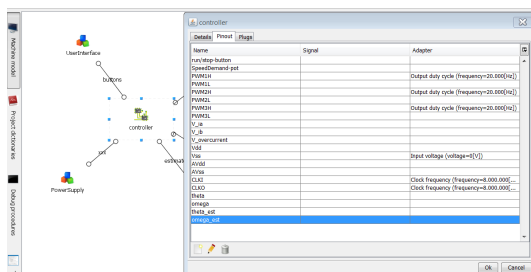 Machine model
Project dictionaries
Debug procedures
UserInterface
buttons
controller
xxx
estimat
PowerSupply
controller
Details Pinout Plugs
Name Signal Adapter
run/stop-button
SpeedDemand-pot
PWM1H Output duty cycle (frequency=20.000[Hz])
PWM1L
PWM2H Output duty cycle (frequency=20.000[Hz])
PWM2L
PWM3H Output duty cycle (frequency=20.000[Hz])
PWM3L
V_ia
V_ib
V_overcurrent
Vdd
Vss Input voltage (voltage=0[V])
AVdd
AVss
CLKI Clock frequency (frequency=8.000.000[...
CLKO Clock frequency (frequency=8.000.000[...
theta
omega
theta_est
omega_est
Ok Cancel